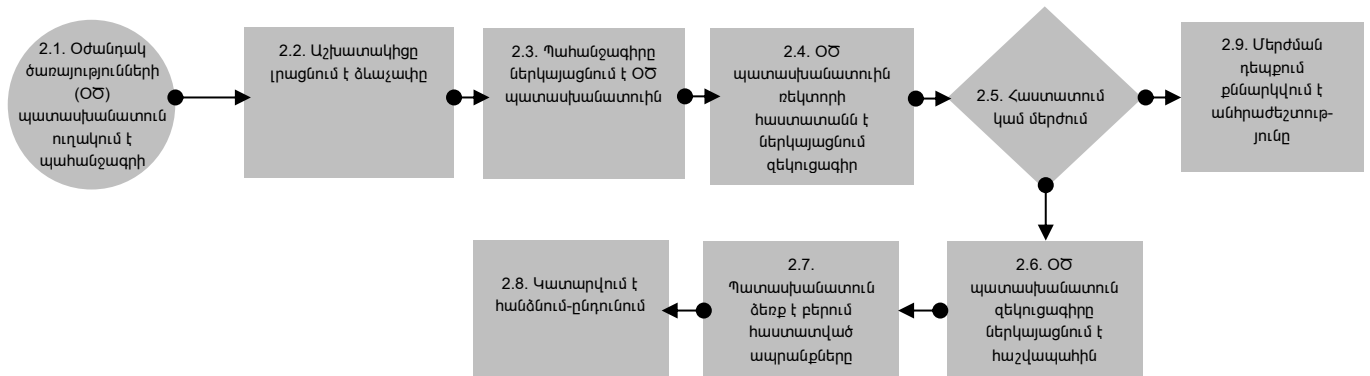 2.1. Օժանդակ
ծառայությունների
(ՕԾ)
պատասխանատուն
ուղակում է
պահանջագրի
2.2. Աշխատակիցը
լրացնում է ձևաչափը
2.3. Պահանջագիրը
ներկայացնում է ՕԾ
պատասխանատուին
2.4. ՕԾ
պատասխանատուին
ռեկտորի
հաստատանն է
ներկայացնում
զեկուցագիր
2.5. Հաստատում
կամ մերժում
2.9. Մերժման
դեպքում
քննարկվում է
անհրաժեշտութ-
յունը
2.6. ՕԾ
պատասխանատուն
զեկուցագիրը
ներկայացնում է
հաշվապահին
2.7.
Պատասխանատուն
ձեռք է բերում
հաստատված
ապրանքները
2.8. Կատարվում է
հանձնում-ընդունում